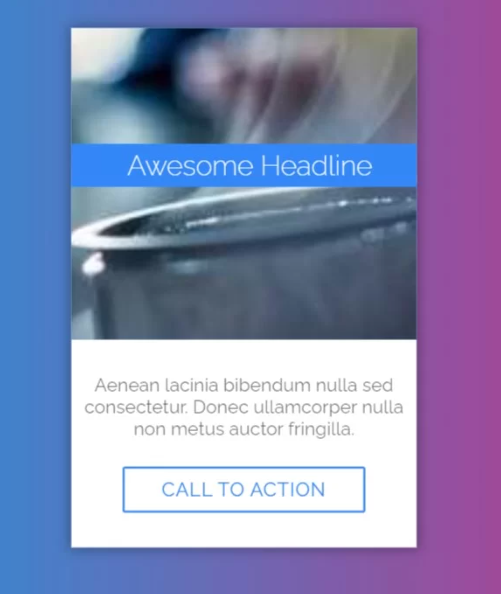 Awesome Headline
Aenean lacinia bibendum nulla sed
consectetur. Donec ullamcorper nulla
non metus auctor fringilla.
CALL TO ACTION